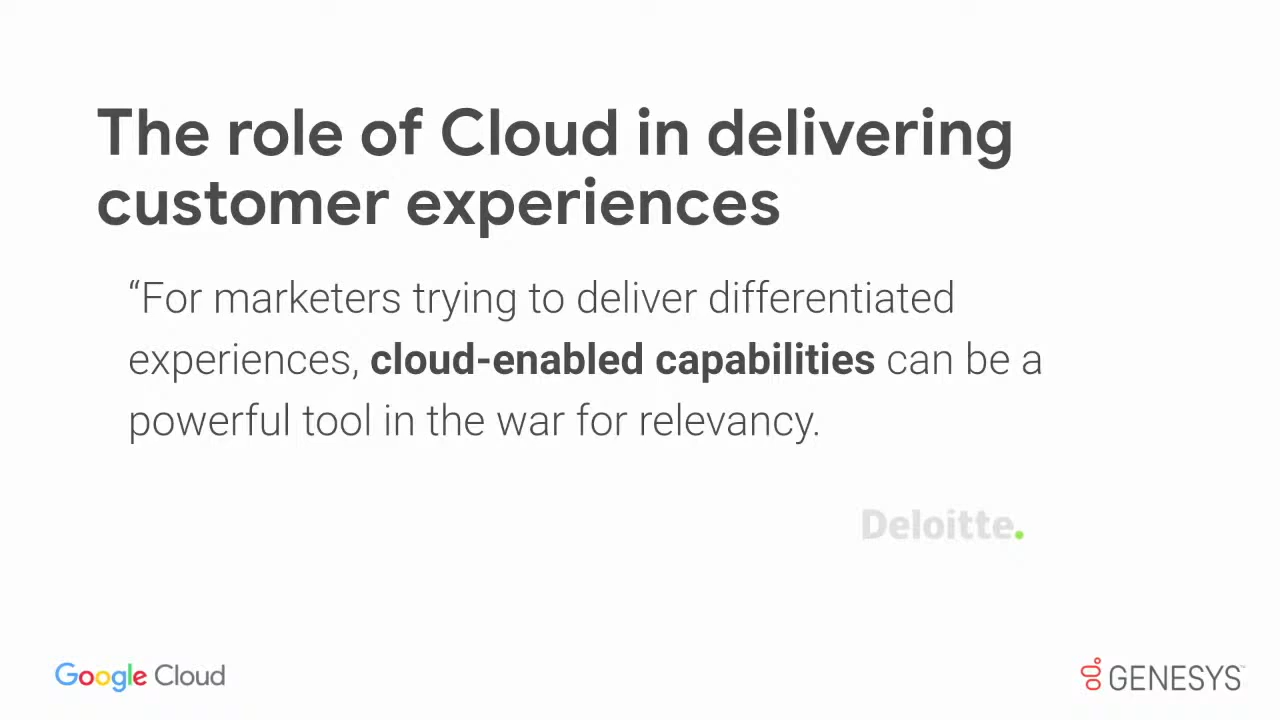 The role of Cloud in delivering
customer experiences
“For marketers trying to deliver differentiated
experiences, cloud-enabled capabilities can be a
powerful tool in the war for relevancy.
Deloitte.
Google Cloud
GENESYS™